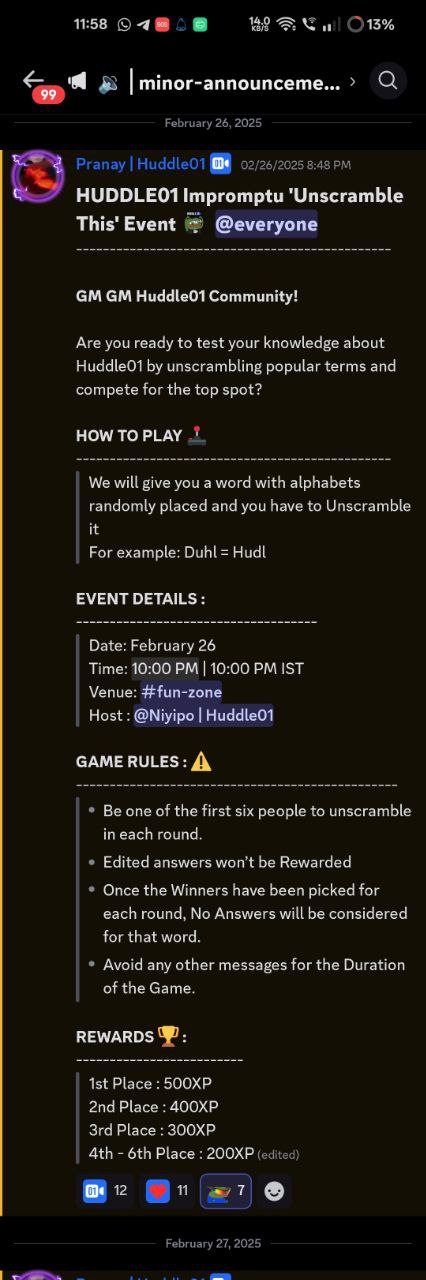 11:58 SOS 14.0 KB/S 13%
99 | minor-announceme... ›
February 26, 2025
Pranay | Huddle01 02/26/2025 8:48 PM
HUDDLE01 Impromptu 'Unscramble
This' Event @everyone
------------------------------------------------
GM GM Huddle01 Community!
Are you ready to test your knowledge about
Huddle01 by unscrambling popular terms and
compete for the top spot?
HOW TO PLAY 🕹️
------------------------------------------------
We will give you a word with alphabets
randomly placed and you have to Unscramble
it
For example: Duhl = Hudl
EVENT DETAILS :
-------------------------------------
Date: February 26
Time: 10:00 PM | 10:00 PM IST
Venue: #fun-zone
Host : @Niyipo | Huddle01
GAME RULES : ⚠️
-------------------------------------------------
• Be one of the first six people to unscramble
in each round.
• Edited answers won't be Rewarded
• Once the Winners have been picked for
each round, No Answers will be considered
for that word.
• Avoid any other messages for the Duration
of the Game.
REWARDS 🏆 :
--------------------------
1st Place : 500XP
2nd Place : 400XP
3rd Place : 300XP
4th - 6th Place : 200XP (edited)
01 12 ❤️ 11 7
February 27, 2025
Pranay | Huddle01